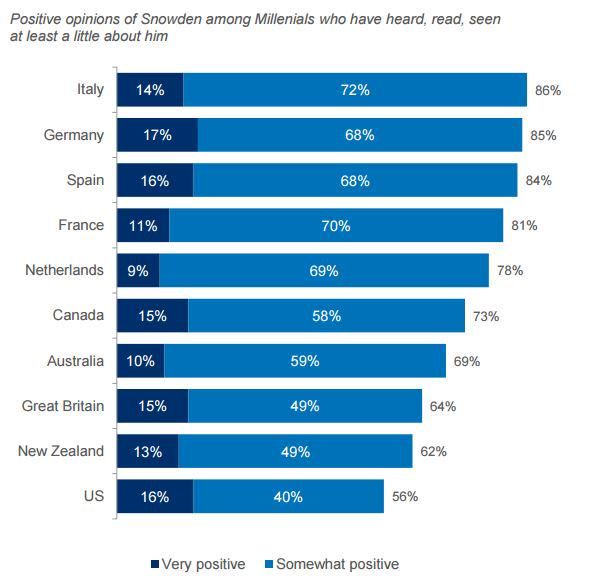 Positive opinions of Snowden among Millenials who have heard, read, seen
at least a little about him
Italy 14% 72% 86%
Germany 17% 68% 85%
Spain 16% 68% 84%
France 11% 70% 81%
Netherlands 9% 69% 78%
Canada 15% 58% 73%
Australia 10% 59% 69%
Great Britain 15% 49% 64%
New Zealand 13% 49% 62%
US 16% 40% 56%
Very positive Somewhat positive